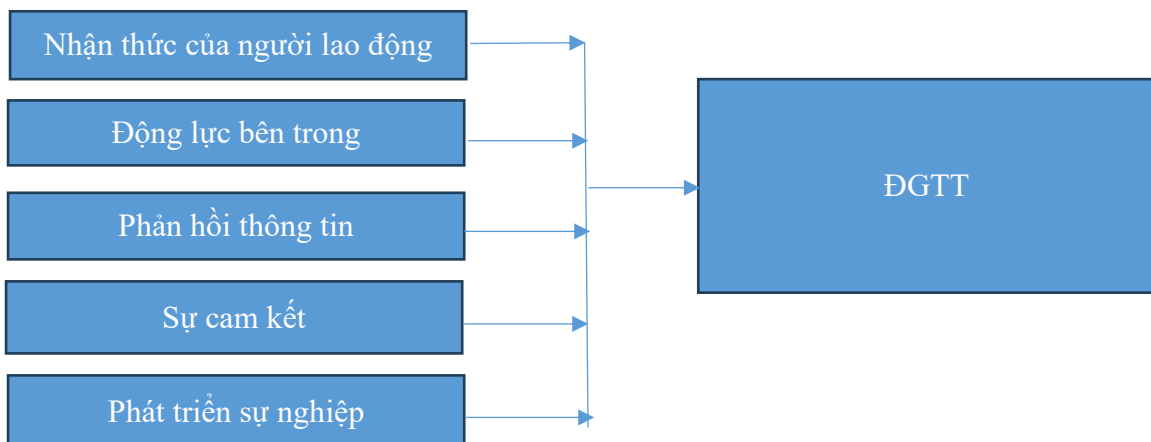 Nhận thức của người lao động
Động lực bên trong
Phản hồi thông tin
Sự cam kết
Phát triển sự nghiệp
ĐGTT